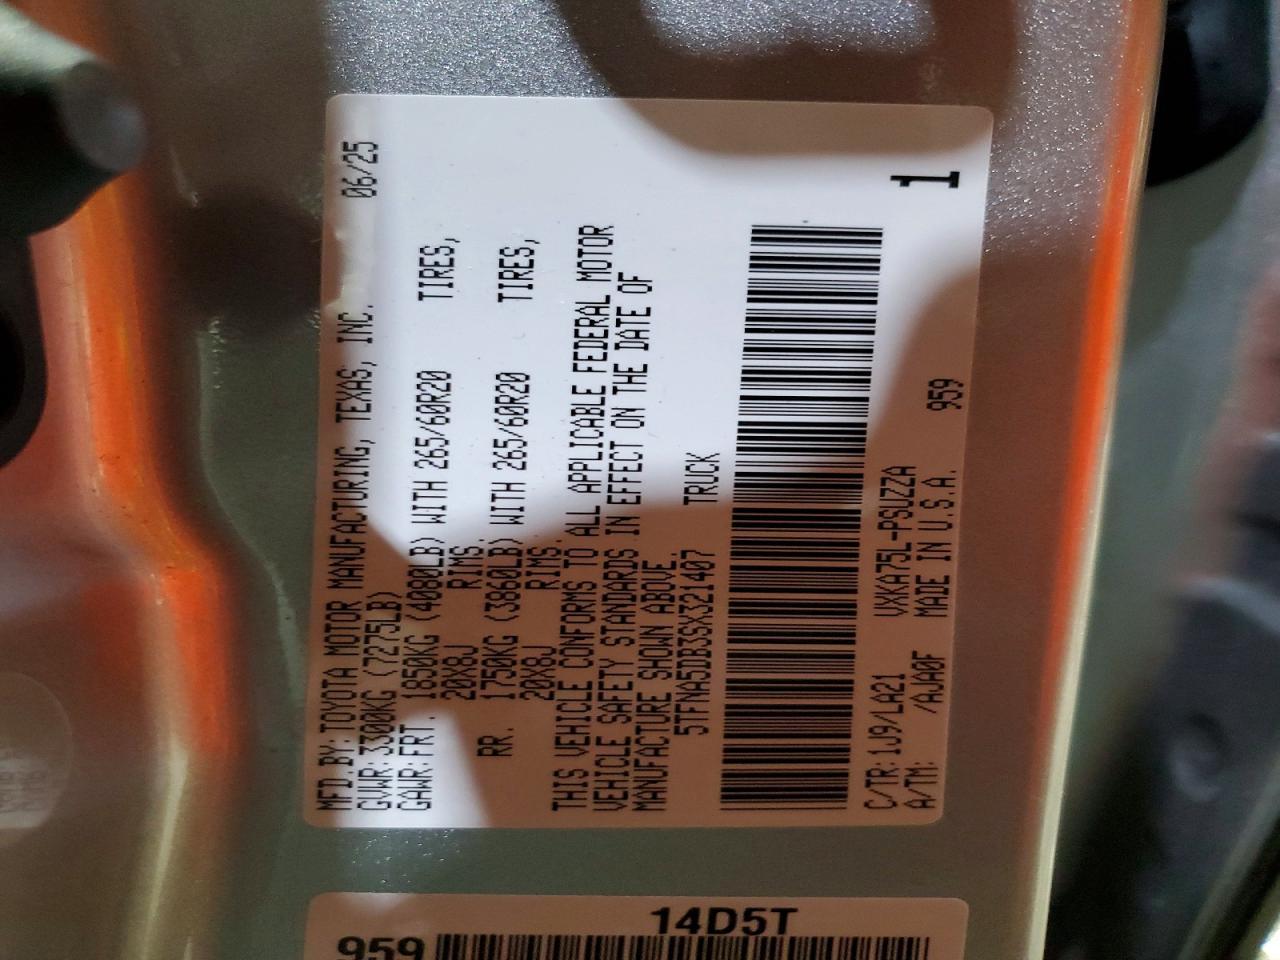 MFD.BY:TOYOTA MOTOR MANUFACTURING, TEXAS, INC. 06/25
GVWR:3300KG (7275LB)
GAWR:FRT. 1850KG (4080LB) WITH 265/60R20 TIRES,
20X8J RIMS.
RR. 1750KG (3860LB) WITH 265/60R20 TIRES,
20X8J RIMS.
THIS VEHICLE CONFORMS TO ALL APPLICABLE FEDERAL MOTOR
VEHICLE SAFETY STANDARDS IN EFFECT ON THE DATE OF
MANUFACTURE SHOWN ABOVE.
5TFNA5DB3SX321407 TRUCK
C/TR:1J9/LA21 VXKA75L-PSUZZA
A/TM: /AJA0F MADE IN U.S.A. 959
1
14D5T
959